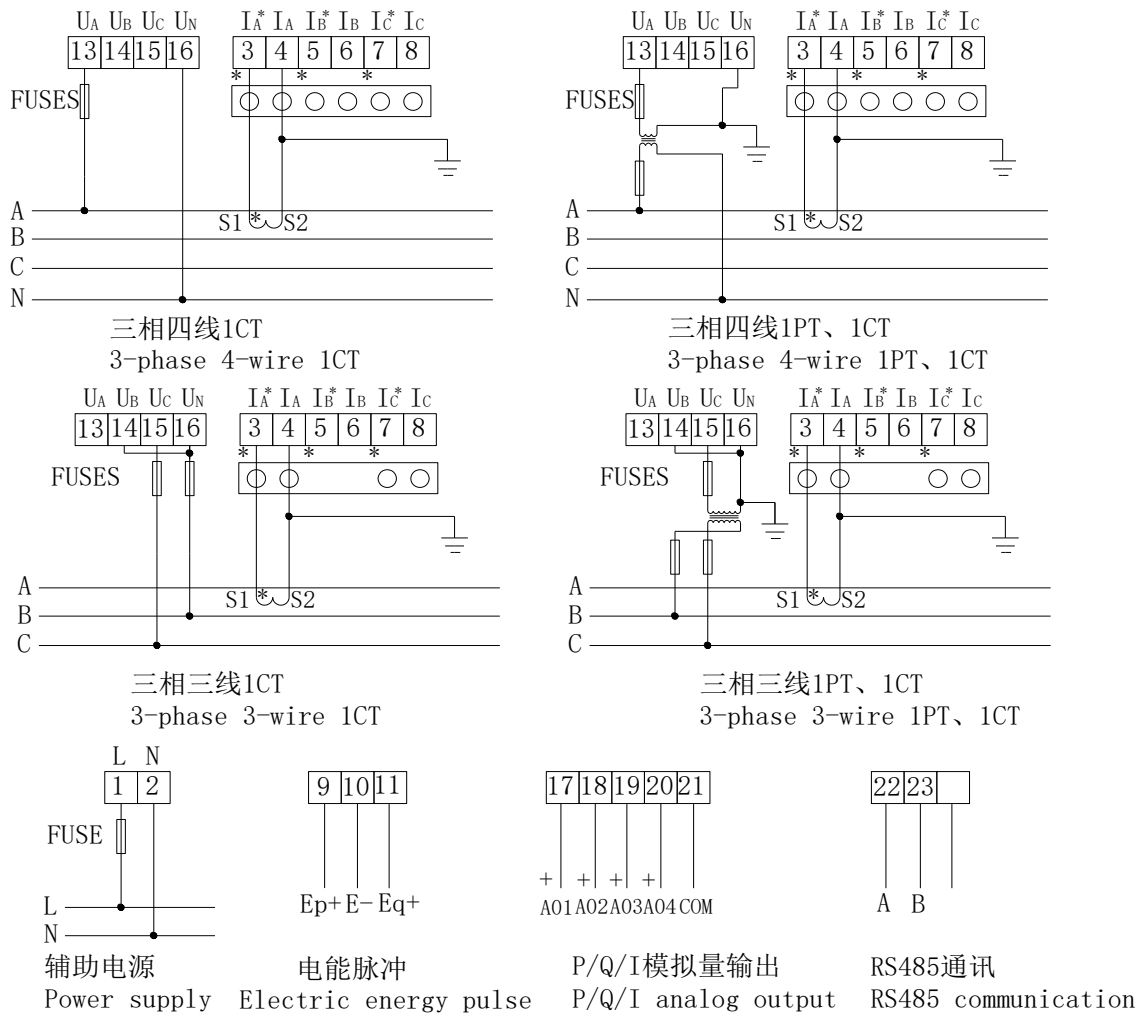 UA UB UC UN IA* IA IB* IB IC* IC
13 14 15 16 3 4 5 6 7 8
* * *
FUSES
A
S1 * S2
B
C
N
三相四线1CT
3-phase 4-wire 1CT
UA UB UC UN IA* IA IB* IB IC* IC
13 14 15 16 3 4 5 6 7 8
* * *
FUSES
A
S1 * S2
B
C
N
三相四线1PT、1CT
3-phase 4-wire 1PT、1CT
UA UB UC UN IA* IA IB* IB IC* IC
13 14 15 16 3 4 5 6 7 8
* * *
FUSES
A
S1 * S2
B
C
三相三线1CT
3-phase 3-wire 1CT
UA UB UC UN IA* IA IB* IB IC* IC
13 14 15 16 3 4 5 6 7 8
* * *
FUSES
A
S1 * S2
B
C
三相三线1PT、1CT
3-phase 3-wire 1PT、1CT
L N
1 2
FUSE
L
N
辅助电源
Power supply
9 10 11
Ep+ E- Eq+
电能脉冲
Electric energy pulse
17 18 19 20 21
+ + + +
A01 A02 A03 A04 COM
P/Q/I模拟量输出
P/Q/I analog output
22 23
A B
RS485通讯
RS485 communication